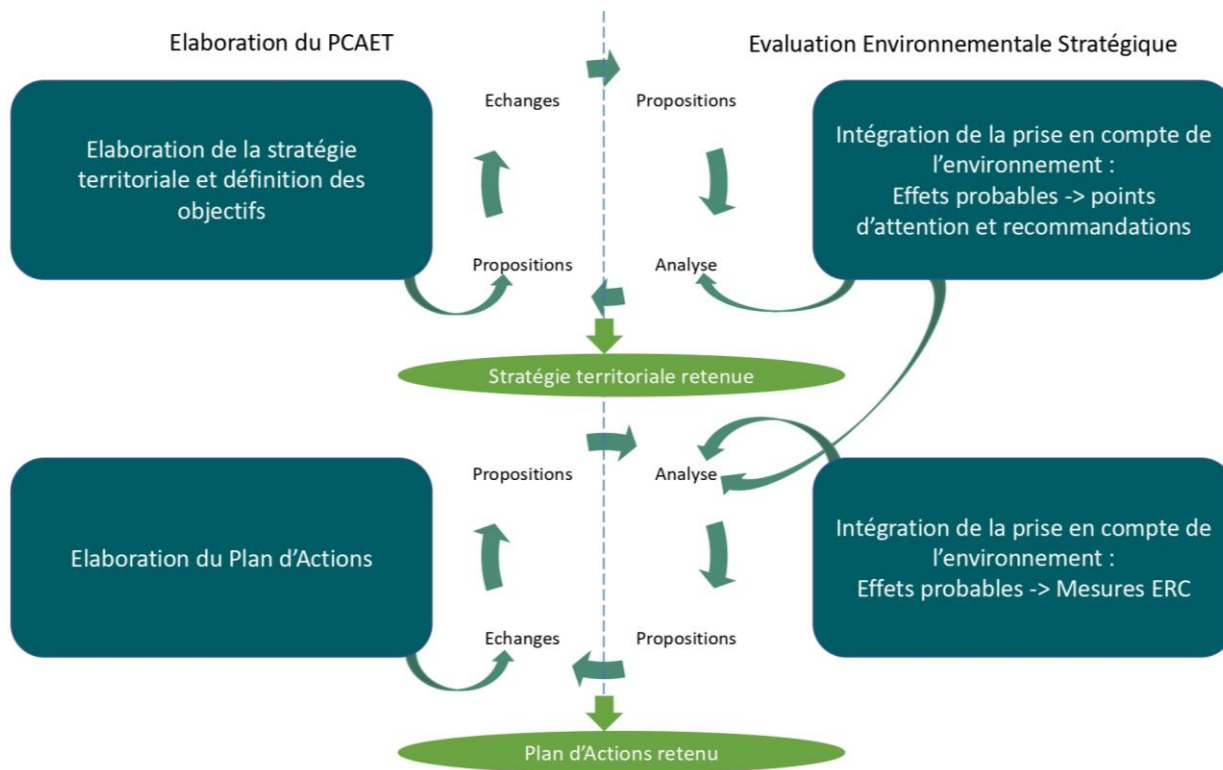 Elaboration du PCAET
Evaluation Environnementale Stratégique
Echanges
Propositions
Elaboration de la stratégie
territoriale et définition des
objectifs
Intégration de la prise en compte de
l’environnement :
Effets probables -> points
d’attention et recommandations
Propositions
Analyse
Stratégie territoriale retenue
Propositions
Analyse
Elaboration du Plan d’Actions
Intégration de la prise en compte de
l’environnement :
Effets probables -> Mesures ERC
Echanges
Propositions
Plan d’Actions retenu